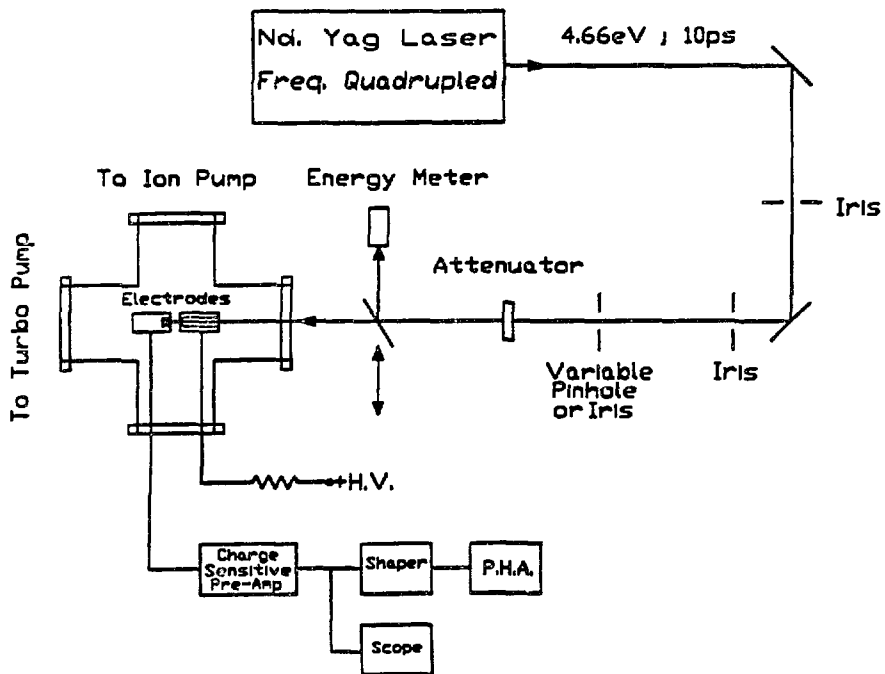 Nd. Yag Laser
Freq. Quadrupled
4.66eV ; 10ps
To Ion Pump
Energy Meter
Iris
Attenuator
To Turbo Pump
Electrodes
Variable
Pinhole
or Iris
Iris
+H.V.
Charge
Sensitive
Pre-Amp
Shaper
P.H.A.
Scope